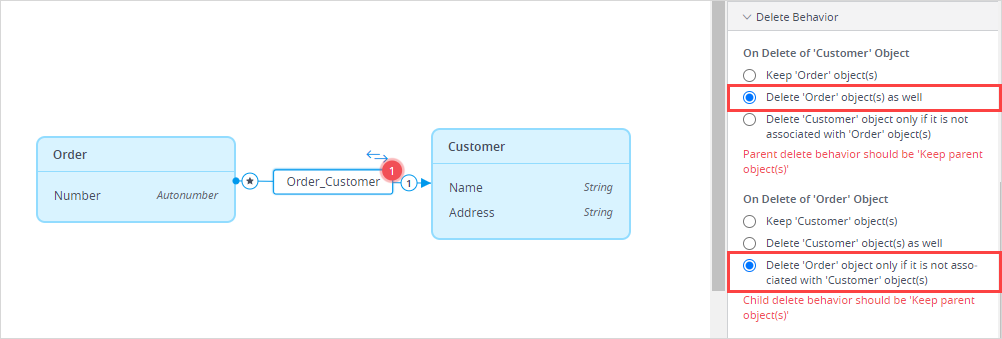 Order
Number Autonumber
Order_Customer
1
1
Customer
Name String
Address String
Delete Behavior
On Delete of 'Customer' Object
Keep 'Order' object(s)
Delete 'Order' object(s) as well
Delete 'Customer' object only if it is not
associated with 'Order' object(s)
Parent delete behavior should be 'Keep parent
object(s)'
On Delete of 'Order' Object
Keep 'Customer' object(s)
Delete 'Customer' object(s) as well
Delete 'Order' object only if it is not asso-
ciated with 'Customer' object(s)
Child delete behavior should be 'Keep parent
object(s)'